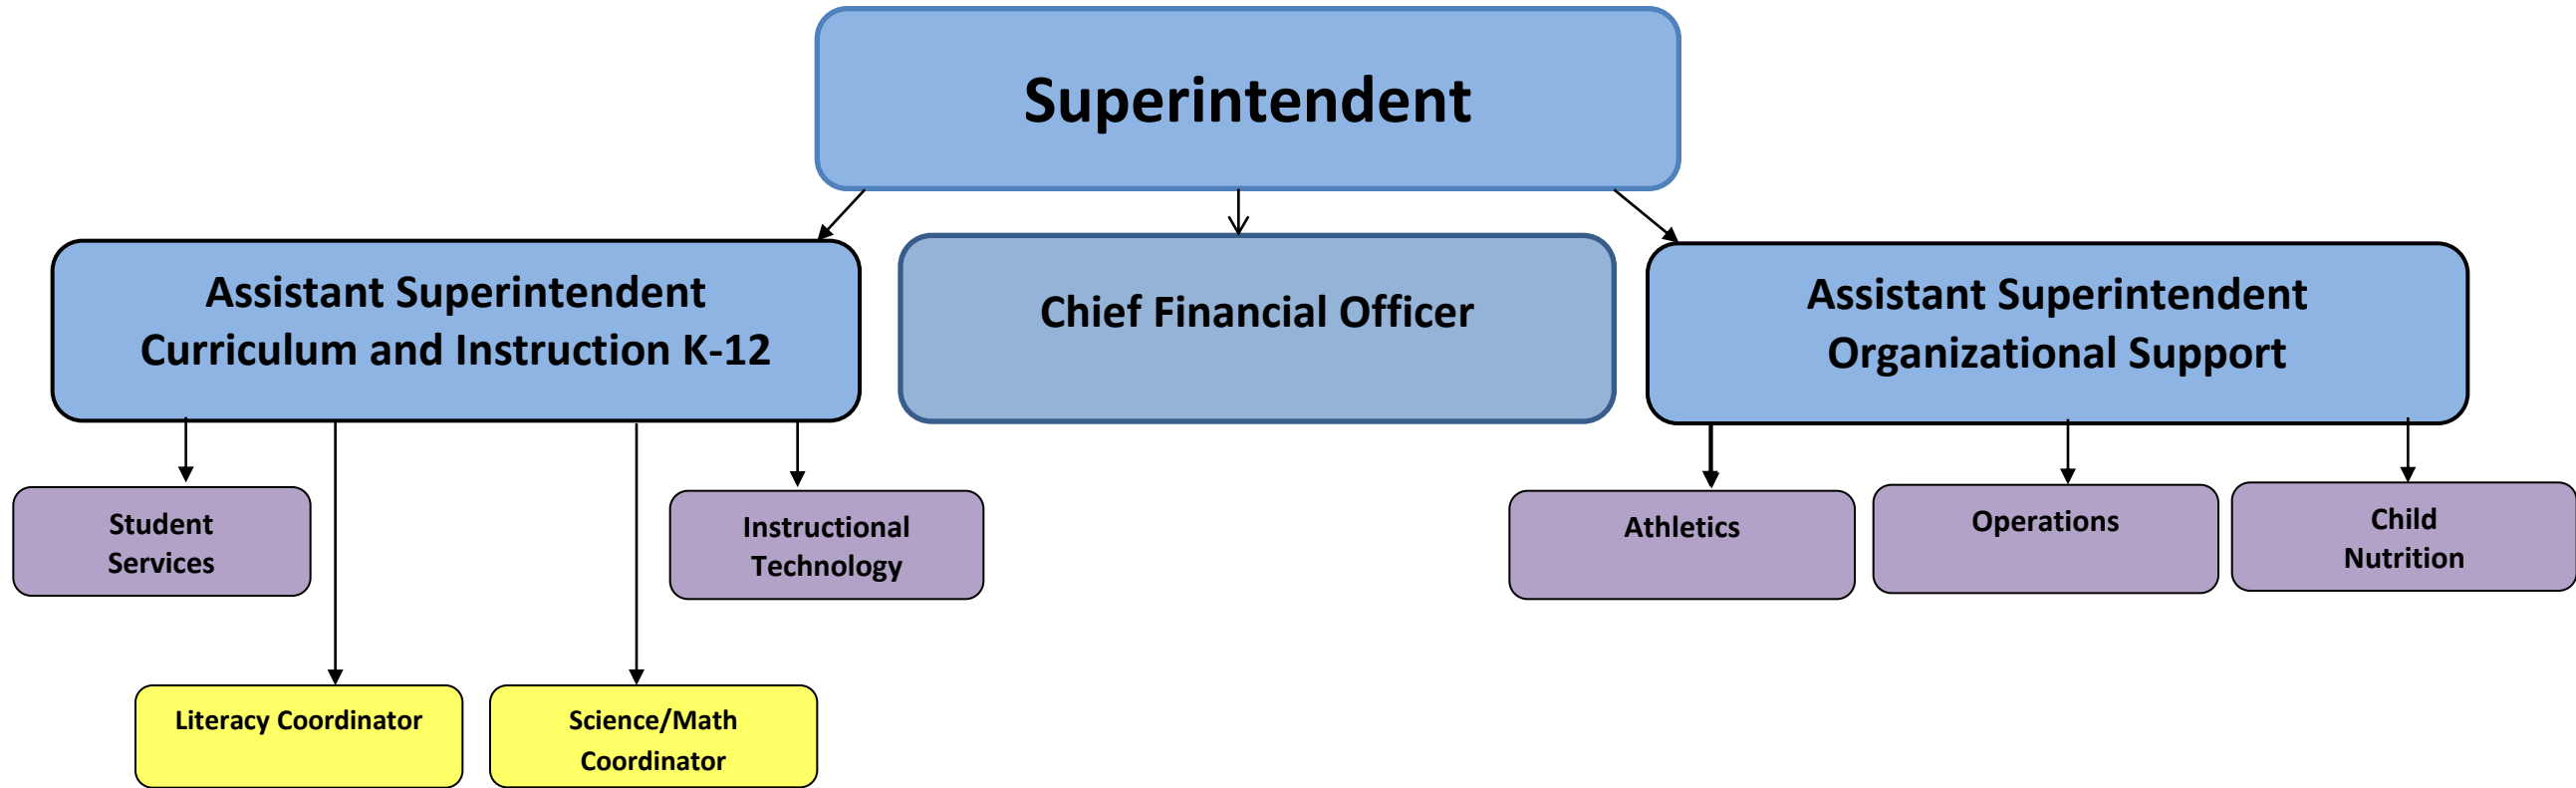 Superintendent
Assistant Superintendent
Curriculum and Instruction K-12
Chief Financial Officer
Assistant Superintendent
Organizational Support
Student
Services
Instructional
Technology
Athletics
Operations
Child
Nutrition
Literacy Coordinator
Science/Math
Coordinator